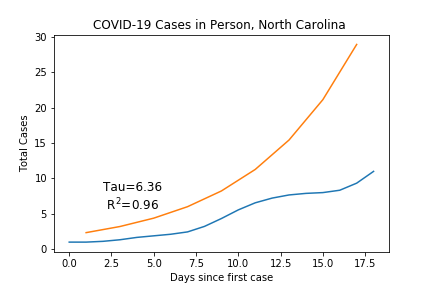 COVID-19 Cases in Person, North Carolina
Total Cases
30
25
20
15
10
5
0
Tau=6.36
R²=0.96
0.0 2.5 5.0 7.5 10.0 12.5 15.0 17.5
Days since first case